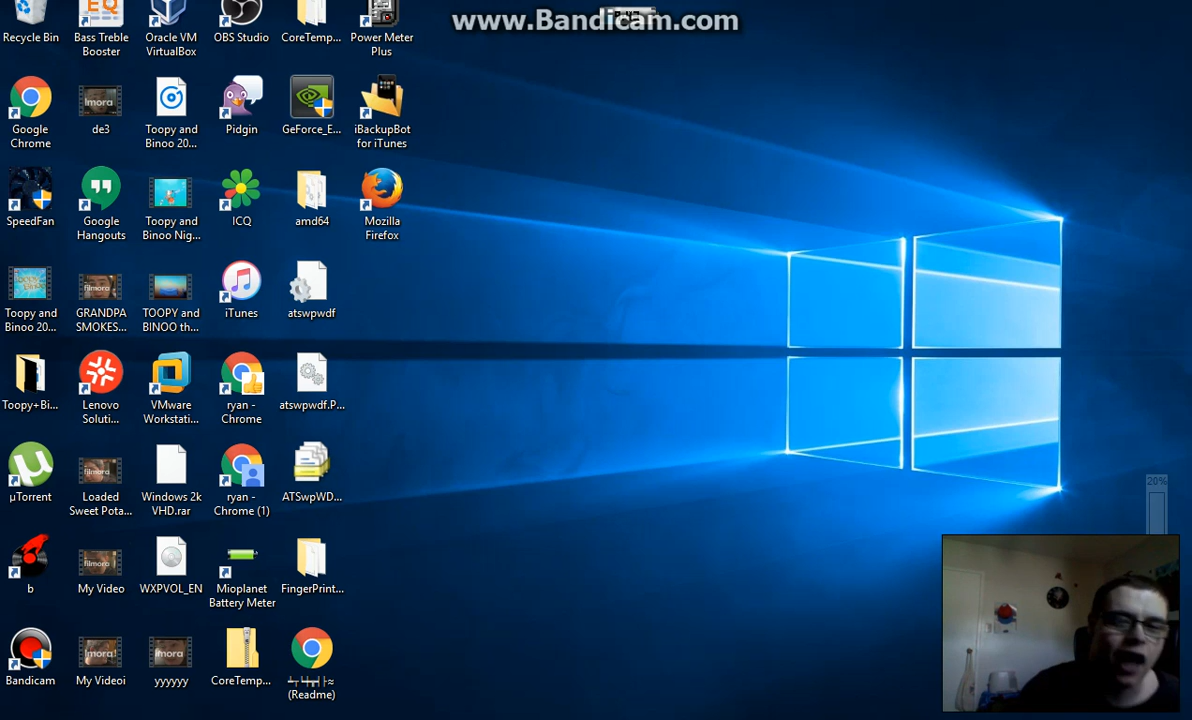 www.Bandicam.com
Recycle Bin
Bass Treble
Booster
Oracle VM
VirtualBox
OBS Studio
CoreTemp...
Power Meter
Plus
EQ
Google
Chrome
de3
Toopy and
Binoo 20...
Pidgin
GeForce_E...
iBackupBot
for iTunes
SpeedFan
Google
Hangouts
Toopy and
Binoo Nig...
ICQ
amd64
Mozilla
Firefox
Toopy and
Binoo 20...
GRANDPA
SMOKES...
TOOPY and
BINOO th...
iTunes
atswpwdf
Toopy+Bi...
Lenovo
Soluti...
VMware
Workstati...
ryan -
Chrome
atswpwdf.P...
µTorrent
Loaded
Sweet Pota...
Windows 2k
VHD.rar
ryan -
Chrome (1)
ATSwpWD...
20%
b
My Video
WXPVOL_EN
Mioplanet
Battery Meter
FingerPrint...
Bandicam
My Videoi
yyyyyy
CoreTemp...
(Readme)